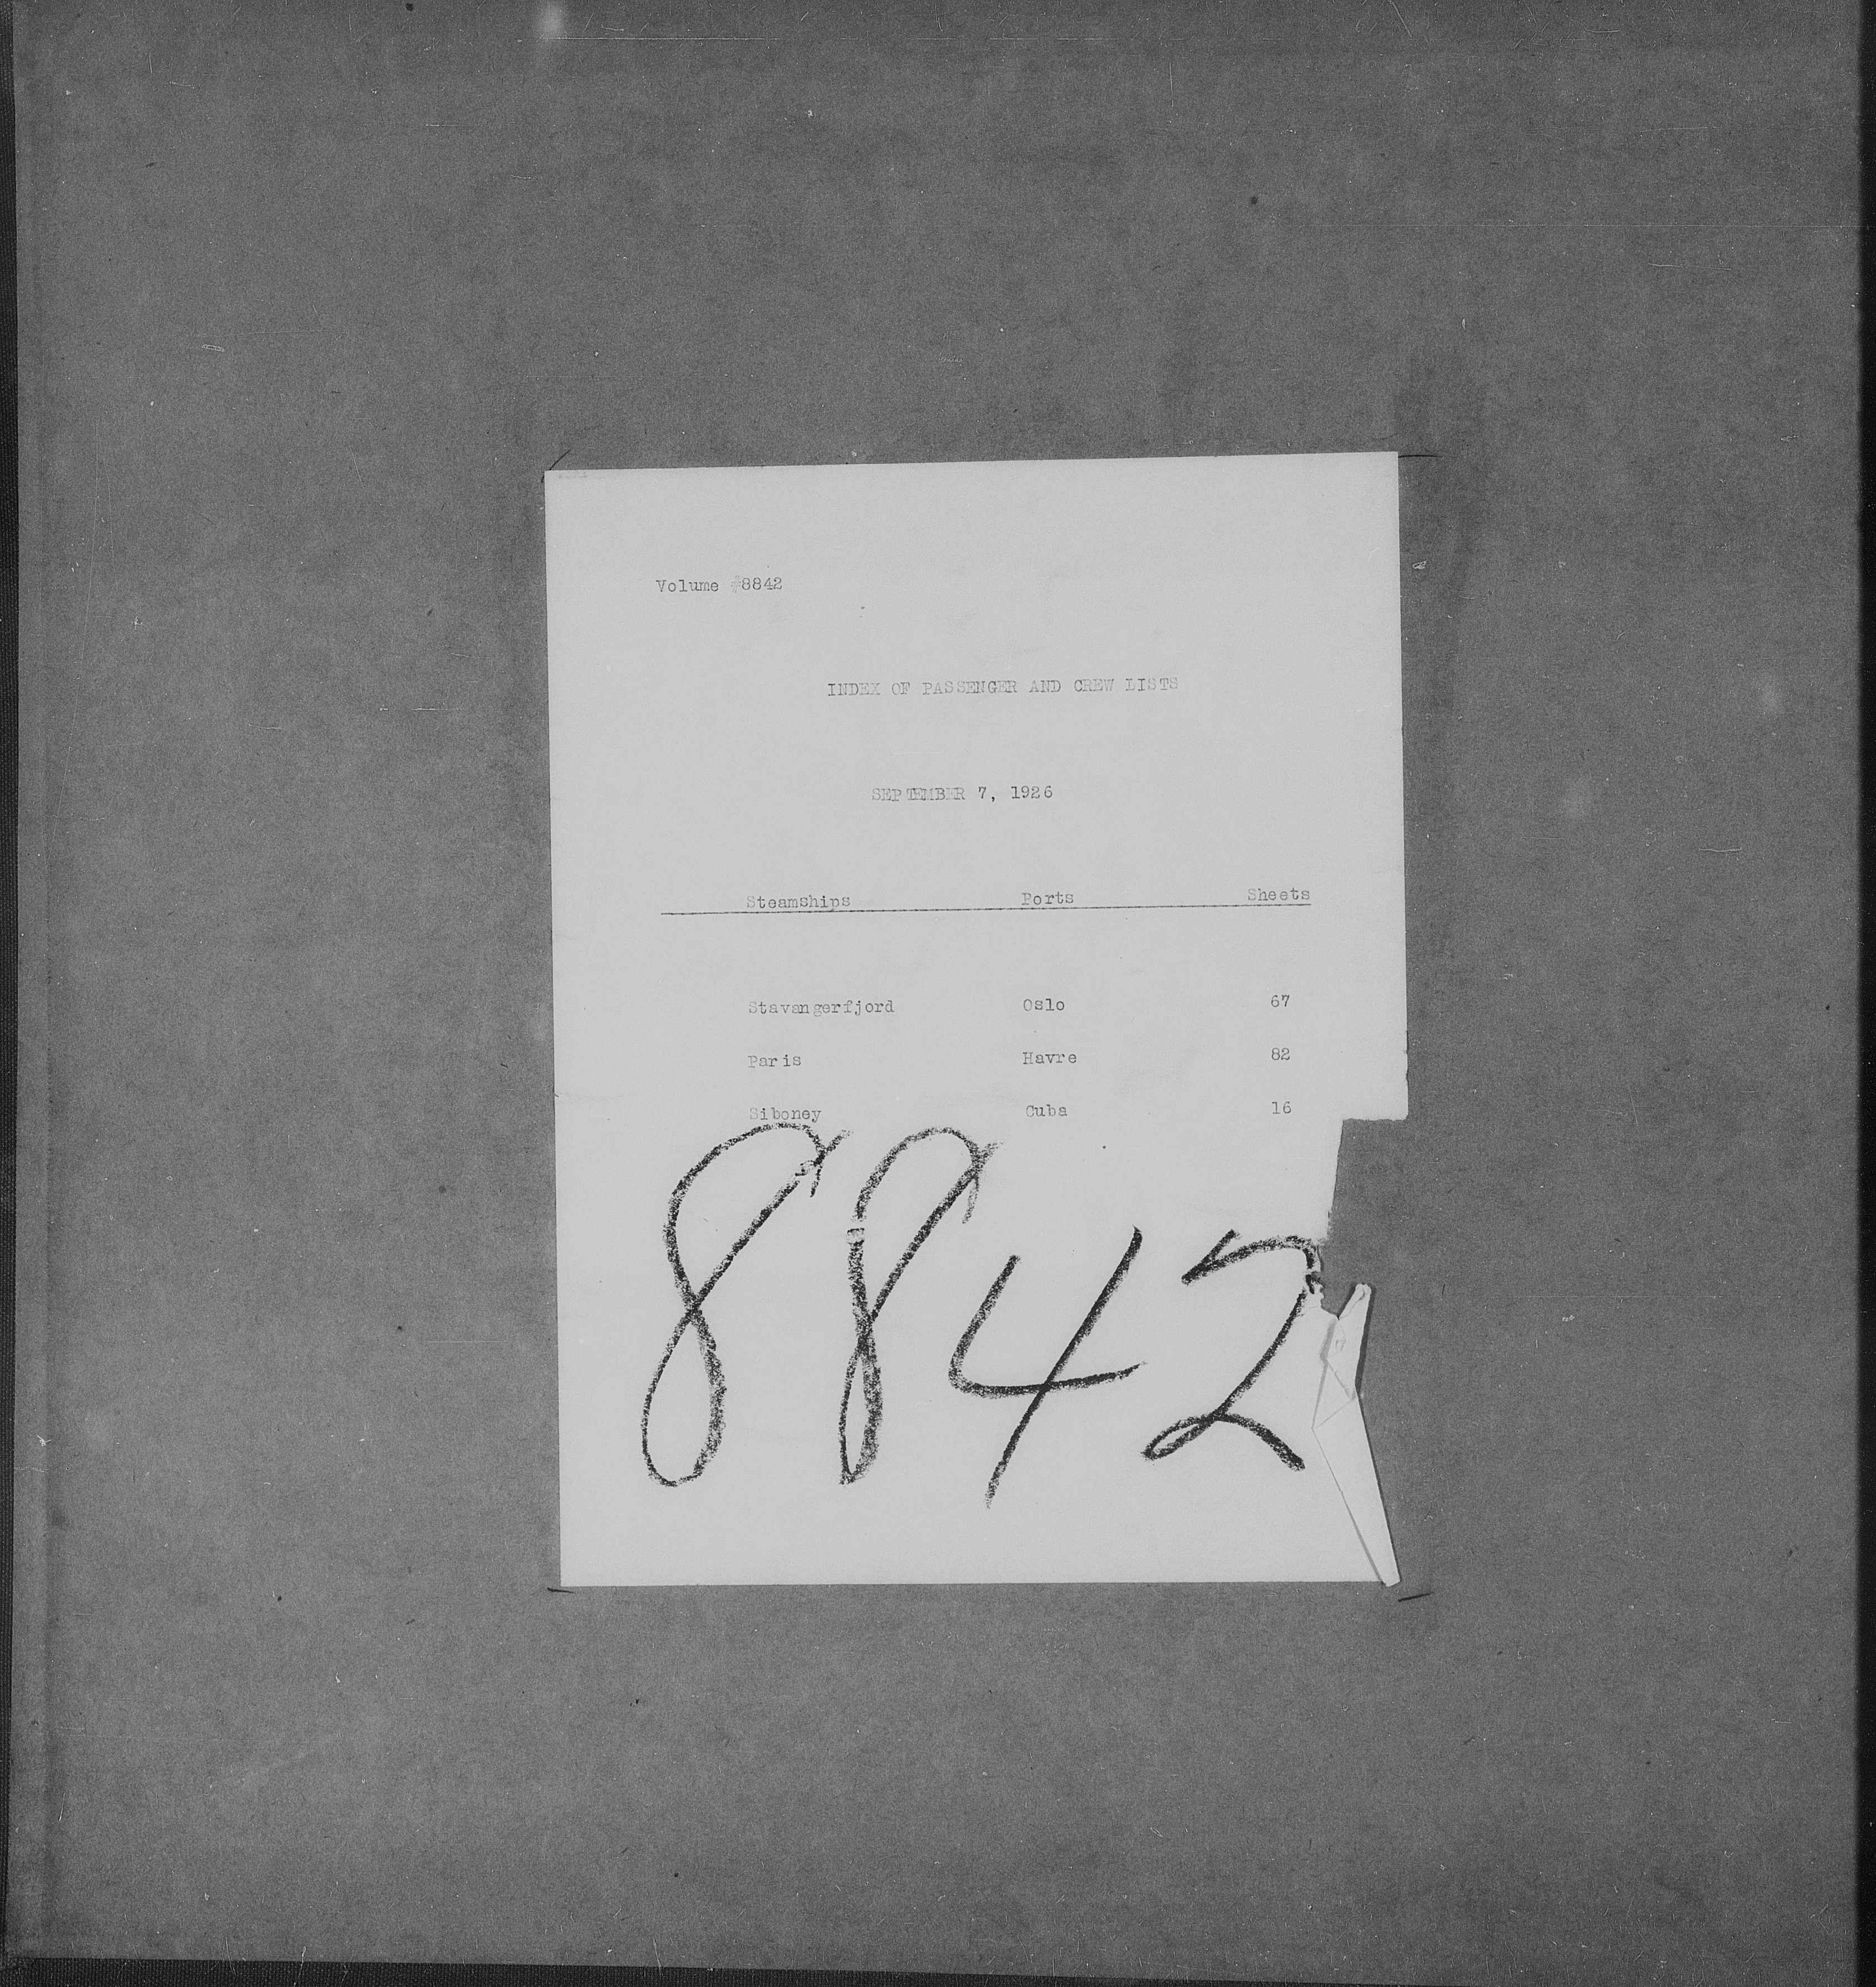 Volume #8842
INDEX OF PASSENGER AND CREW LISTS
SEPTEMBER 7, 1926
Steamships Ports Sheets
Stavangerfjord Oslo 67
Paris Havre 82
Siboney Cuba 16
8842